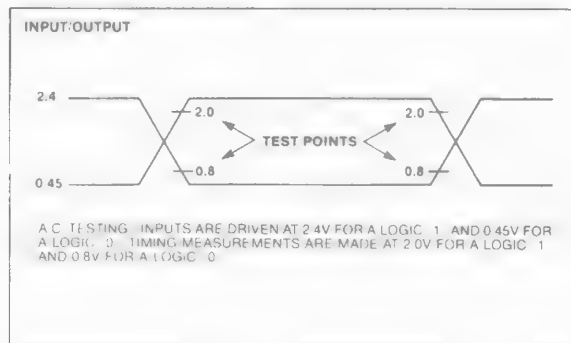 INPUT/OUTPUT
2.4
2.0
2.0
TEST POINTS
0.8
0.8
0.45
A.C. TESTING INPUTS ARE DRIVEN AT 2.4V FOR A LOGIC 1 AND 0.45V FOR
A LOGIC 0 TIMING MEASUREMENTS ARE MADE AT 2.0V FOR A LOGIC 1
AND 0.8V FOR A LOGIC 0